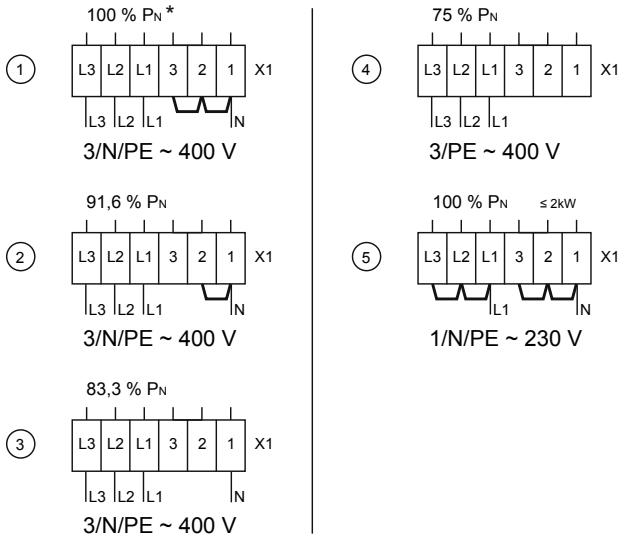 100 % PN *
1
L3 L2 L1 3 2 1 X1
L3 L2 L1 N
3/N/PE ~ 400 V
91,6 % PN
2
L3 L2 L1 3 2 1 X1
L3 L2 L1 N
3/N/PE ~ 400 V
83,3 % PN
3
L3 L2 L1 3 2 1 X1
L3 L2 L1 N
3/N/PE ~ 400 V
75 % PN
4
L3 L2 L1 3 2 1 X1
L3 L2 L1
3/PE ~ 400 V
100 % PN ≤ 2kW
5
L3 L2 L1 3 2 1 X1
L1 N
1/N/PE ~ 230 V